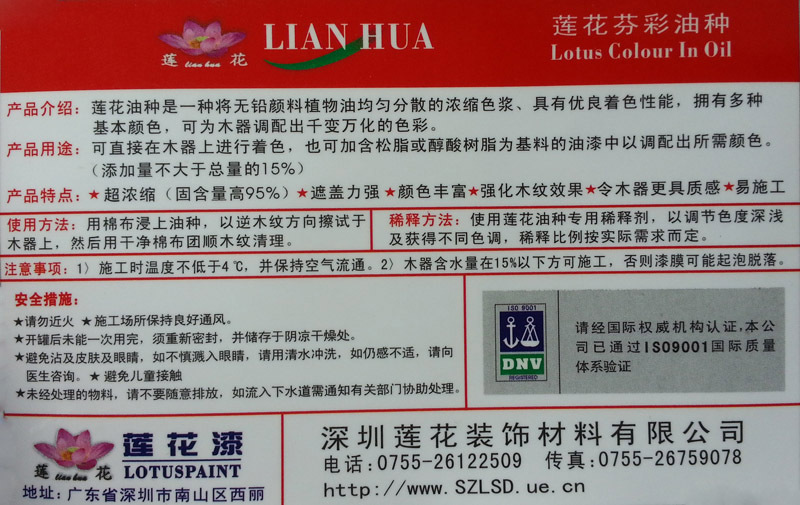 莲 lian hua 花
LIAN HUA
莲花芬彩油种
Lotus Colour In Oil
产品介绍：莲花油种是一种将无铅颜料植物油均匀分散的浓缩色浆、具有优良着色性能，拥有多种
基本颜色，可为木器调配出千变万化的色彩。
产品用途：可直接在木器上进行着色，也可加含松脂或醇酸树脂为基料的油漆中以调配出所需颜色。
（添加量不大于总量的15%）
产品特点：★超浓缩（固含量高95%）★遮盖力强★颜色丰富★强化木纹效果★令木器更具质感★易施工
使用方法：用棉布浸上油种，以逆木纹方向擦试于
木器上，然后用干净棉布团顺木纹清理。
稀释方法：使用莲花油种专用稀释剂，以调节色度深浅
及获得不同色调，稀释比例按实际需求而定。
注意事项：1）施工时温度不低于4℃，并保持空气流通。2）木器含水量在15%以下方可施工，否则漆膜可能起泡脱落。
安全措施：
★请勿近火 ★施工场所保持良好通风。
★开罐后未能一次用完，须重新密封，并储存于阴凉干燥处。
★避免沾及皮肤及眼睛，如不慎溅入眼睛，请用清水冲洗，如仍感不适，请向
医生咨询。★避免儿童接触
★未经处理的物料，请不要随意排放，如流入下水道需通知有关部门协助处理。
ISO 9001
DNV
REGISTERED
请经国际权威机构认证，本公
司已通过ISO9001国际质量
体系验证
莲 lian hua 花
莲花漆
LOTUSPAINT
地址：广东省深圳市南山区西丽
深圳莲花装饰材料有限公司
电话：0755-26122509 传真：0755-26759078
http://www.SZLSD.ue.cn